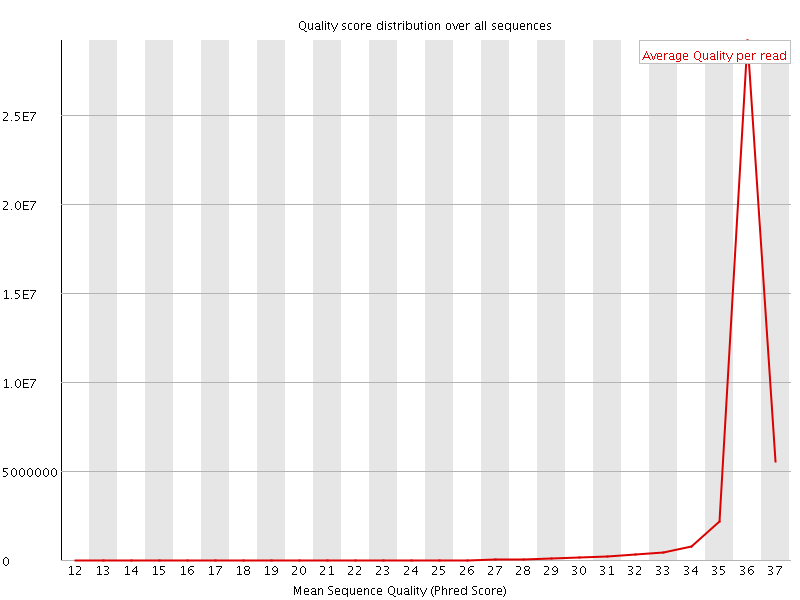 Quality score distribution over all sequences
Average Quality per read
2.5E7
2.0E7
1.5E7
1.0E7
5000000
0
12 13 14 15 16 17 18 19 20 21 22 23 24 25 26 27 28 29 30 31 32 33 34 35 36 37
Mean Sequence Quality (Phred Score)